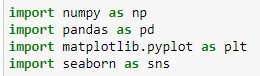 import numpy as np
import pandas as pd
import matplotlib.pyplot as plt
import seaborn as sns